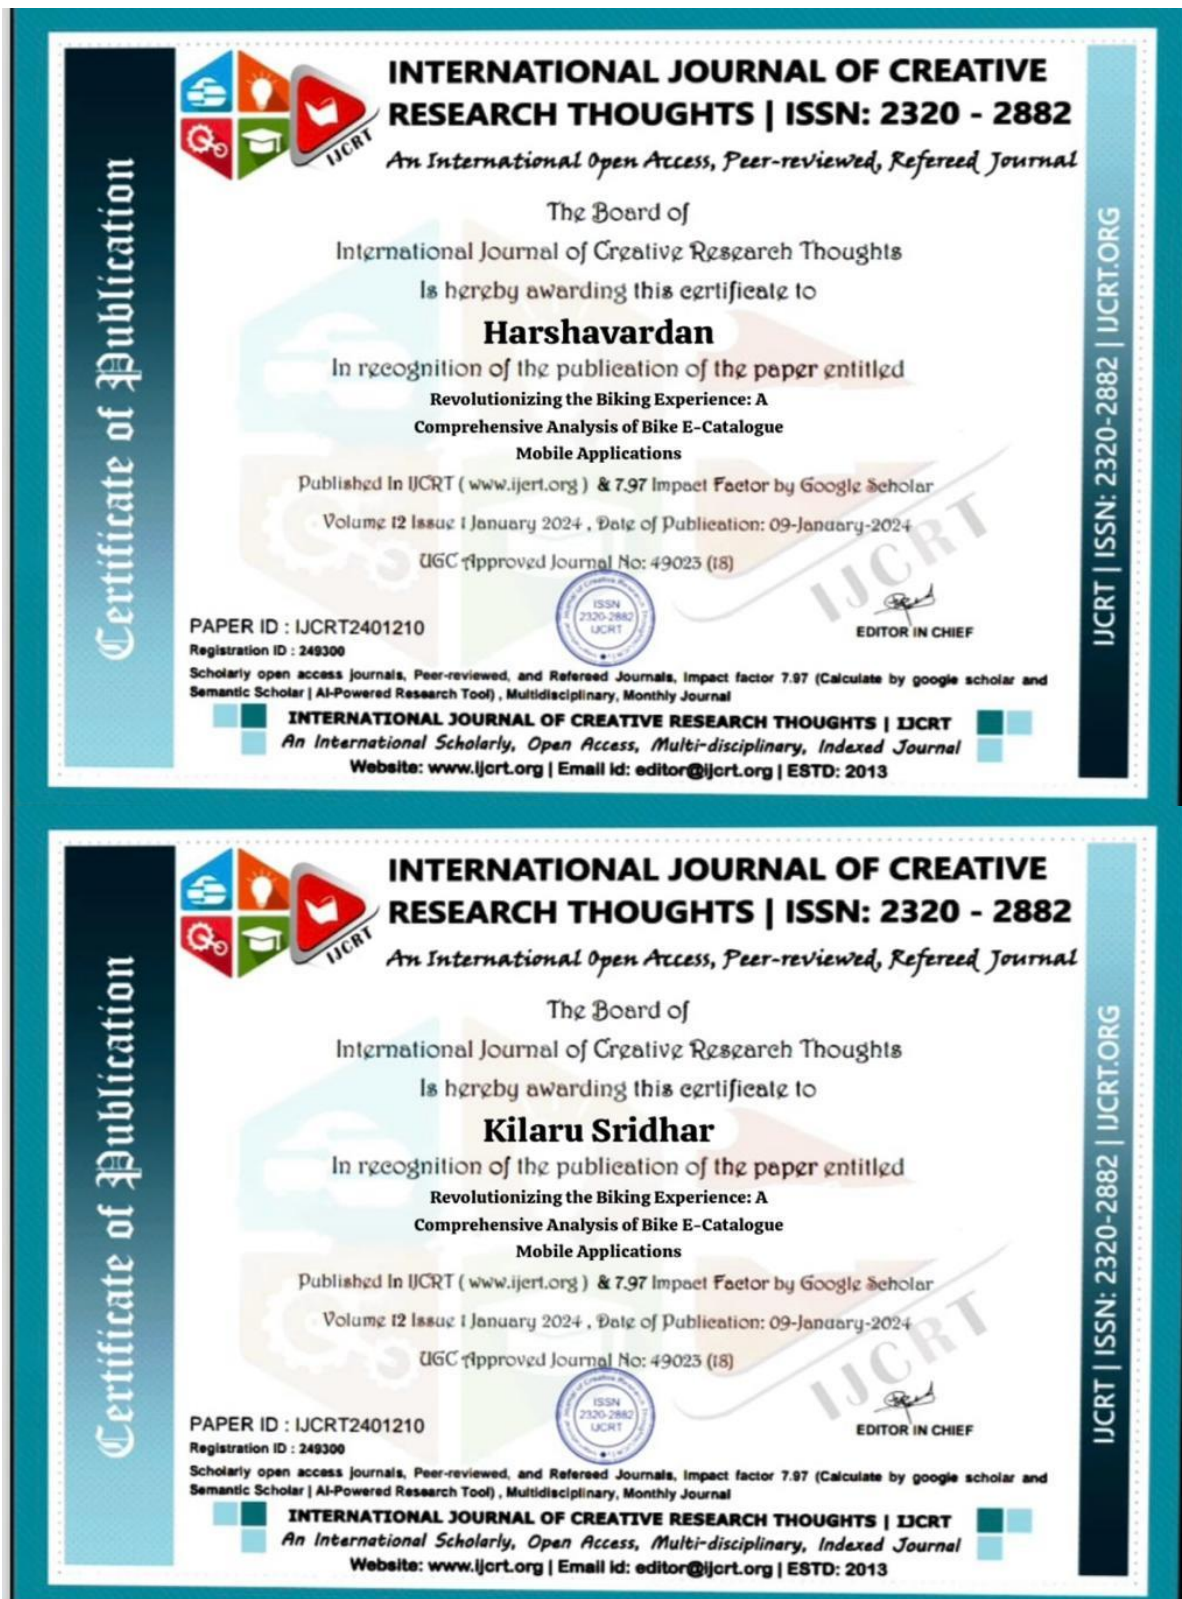 Certificate of Publication
IJCRT
INTERNATIONAL JOURNAL OF CREATIVE
RESEARCH THOUGHTS | ISSN: 2320 - 2882
An International Open Access, Peer-reviewed, Refereed Journal
The Board of
International Journal of Creative Research Thoughts
Is hereby awarding this certificate to
Harshavardan
In recognition of the publication of the paper entitled
Revolutionizing the Biking Experience: A
Comprehensive Analysis of Bike E-Catalogue
Mobile Applications
Published In IJCRT ( www.ijcrt.org ) & 7.97 Impact Factor by Google Scholar
Volume 12 Issue 1 January 2024 , Date of Publication: 09-January-2024
UGC Approved Journal No: 49023 (18)
IJCRT
ISSN
2320-2882
IJCRT
PAPER ID : IJCRT2401210
Registration ID : 249300
EDITOR IN CHIEF
Scholarly open access journals, Peer-reviewed, and Refereed Journals, Impact factor 7.97 (Calculate by google scholar and
Semantic Scholar | AI-Powered Research Tool) , Multidisciplinary, Monthly Journal
INTERNATIONAL JOURNAL OF CREATIVE RESEARCH THOUGHTS | IJCRT
An International Scholarly, Open Access, Multi-disciplinary, Indexed Journal
Website: www.ijcrt.org | Email id: editor@ijcrt.org | ESTD: 2013
IJCRT | ISSN: 2320-2882 | IJCRT.ORG
Certificate of Publication
IJCRT
INTERNATIONAL JOURNAL OF CREATIVE
RESEARCH THOUGHTS | ISSN: 2320 - 2882
An International Open Access, Peer-reviewed, Refereed Journal
The Board of
International Journal of Creative Research Thoughts
Is hereby awarding this certificate to
Kilaru Sridhar
In recognition of the publication of the paper entitled
Revolutionizing the Biking Experience: A
Comprehensive Analysis of Bike E-Catalogue
Mobile Applications
Published In IJCRT ( www.ijcrt.org ) & 7.97 Impact Factor by Google Scholar
Volume 12 Issue 1 January 2024 , Date of Publication: 09-January-2024
UGC Approved Journal No: 49023 (18)
IJCRT
ISSN
2320-2882
IJCRT
PAPER ID : IJCRT2401210
Registration ID : 249300
EDITOR IN CHIEF
Scholarly open access journals, Peer-reviewed, and Refereed Journals, Impact factor 7.97 (Calculate by google scholar and
Semantic Scholar | AI-Powered Research Tool) , Multidisciplinary, Monthly Journal
INTERNATIONAL JOURNAL OF CREATIVE RESEARCH THOUGHTS | IJCRT
An International Scholarly, Open Access, Multi-disciplinary, Indexed Journal
Website: www.ijcrt.org | Email id: editor@ijcrt.org | ESTD: 2013
IJCRT | ISSN: 2320-2882 | IJCRT.ORG